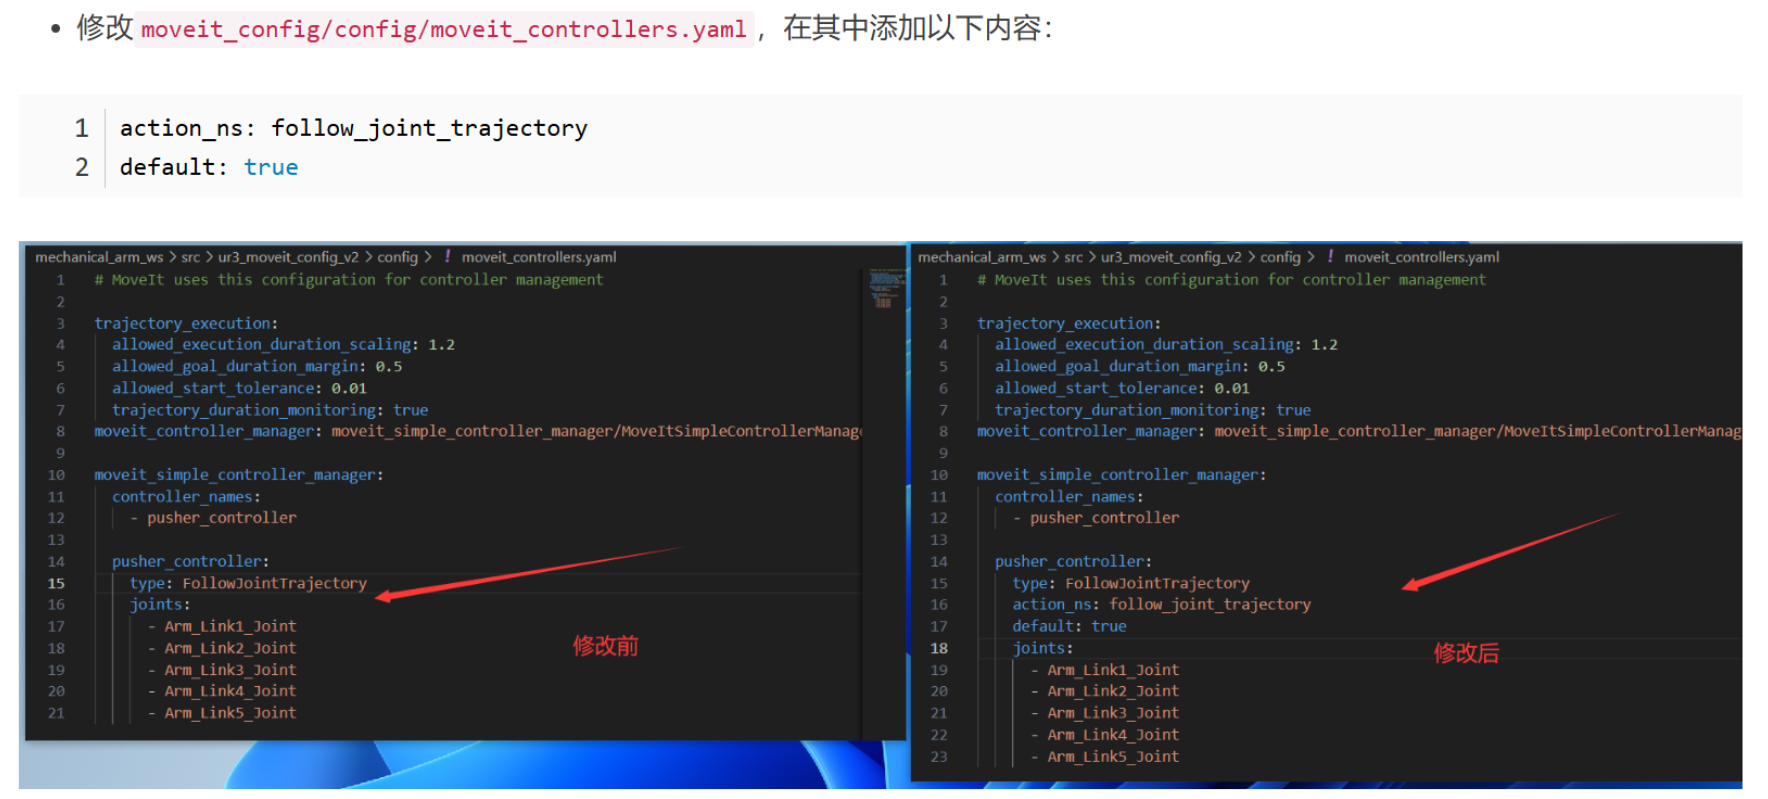 • 修改 moveit_config/config/moveit_controllers.yaml ，在其中添加以下内容：
1 action_ns: follow_joint_trajectory
2 default: true
mechanical_arm_ws > src > ur3_moveit_config_v2 > config > ! moveit_controllers.yaml
1 # MoveIt uses this configuration for controller management
2
3 trajectory_execution:
4 allowed_execution_duration_scaling: 1.2
5 allowed_goal_duration_margin: 0.5
6 allowed_start_tolerance: 0.01
7 trajectory_duration_monitoring: true
8 moveit_controller_manager: moveit_simple_controller_manager/MoveItSimpleControllerManage
9
10 moveit_simple_controller_manager:
11 controller_names:
12 - pusher_controller
13
14 pusher_controller:
15 type: FollowJointTrajectory
16 joints:
17 - Arm_Link1_Joint
18 - Arm_Link2_Joint
19 - Arm_Link3_Joint
20 - Arm_Link4_Joint
21 - Arm_Link5_Joint
修改前
mechanical_arm_ws > src > ur3_moveit_config_v2 > config > ! moveit_controllers.yaml
1 # MoveIt uses this configuration for controller management
2
3 trajectory_execution:
4 allowed_execution_duration_scaling: 1.2
5 allowed_goal_duration_margin: 0.5
6 allowed_start_tolerance: 0.01
7 trajectory_duration_monitoring: true
8 moveit_controller_manager: moveit_simple_controller_manager/MoveItSimpleControllerManag
9
10 moveit_simple_controller_manager:
11 controller_names:
12 - pusher_controller
13
14 pusher_controller:
15 type: FollowJointTrajectory
16 action_ns: follow_joint_trajectory
17 default: true
18 joints:
19 - Arm_Link1_Joint
20 - Arm_Link2_Joint
21 - Arm_Link3_Joint
22 - Arm_Link4_Joint
23 - Arm_Link5_Joint
修改后